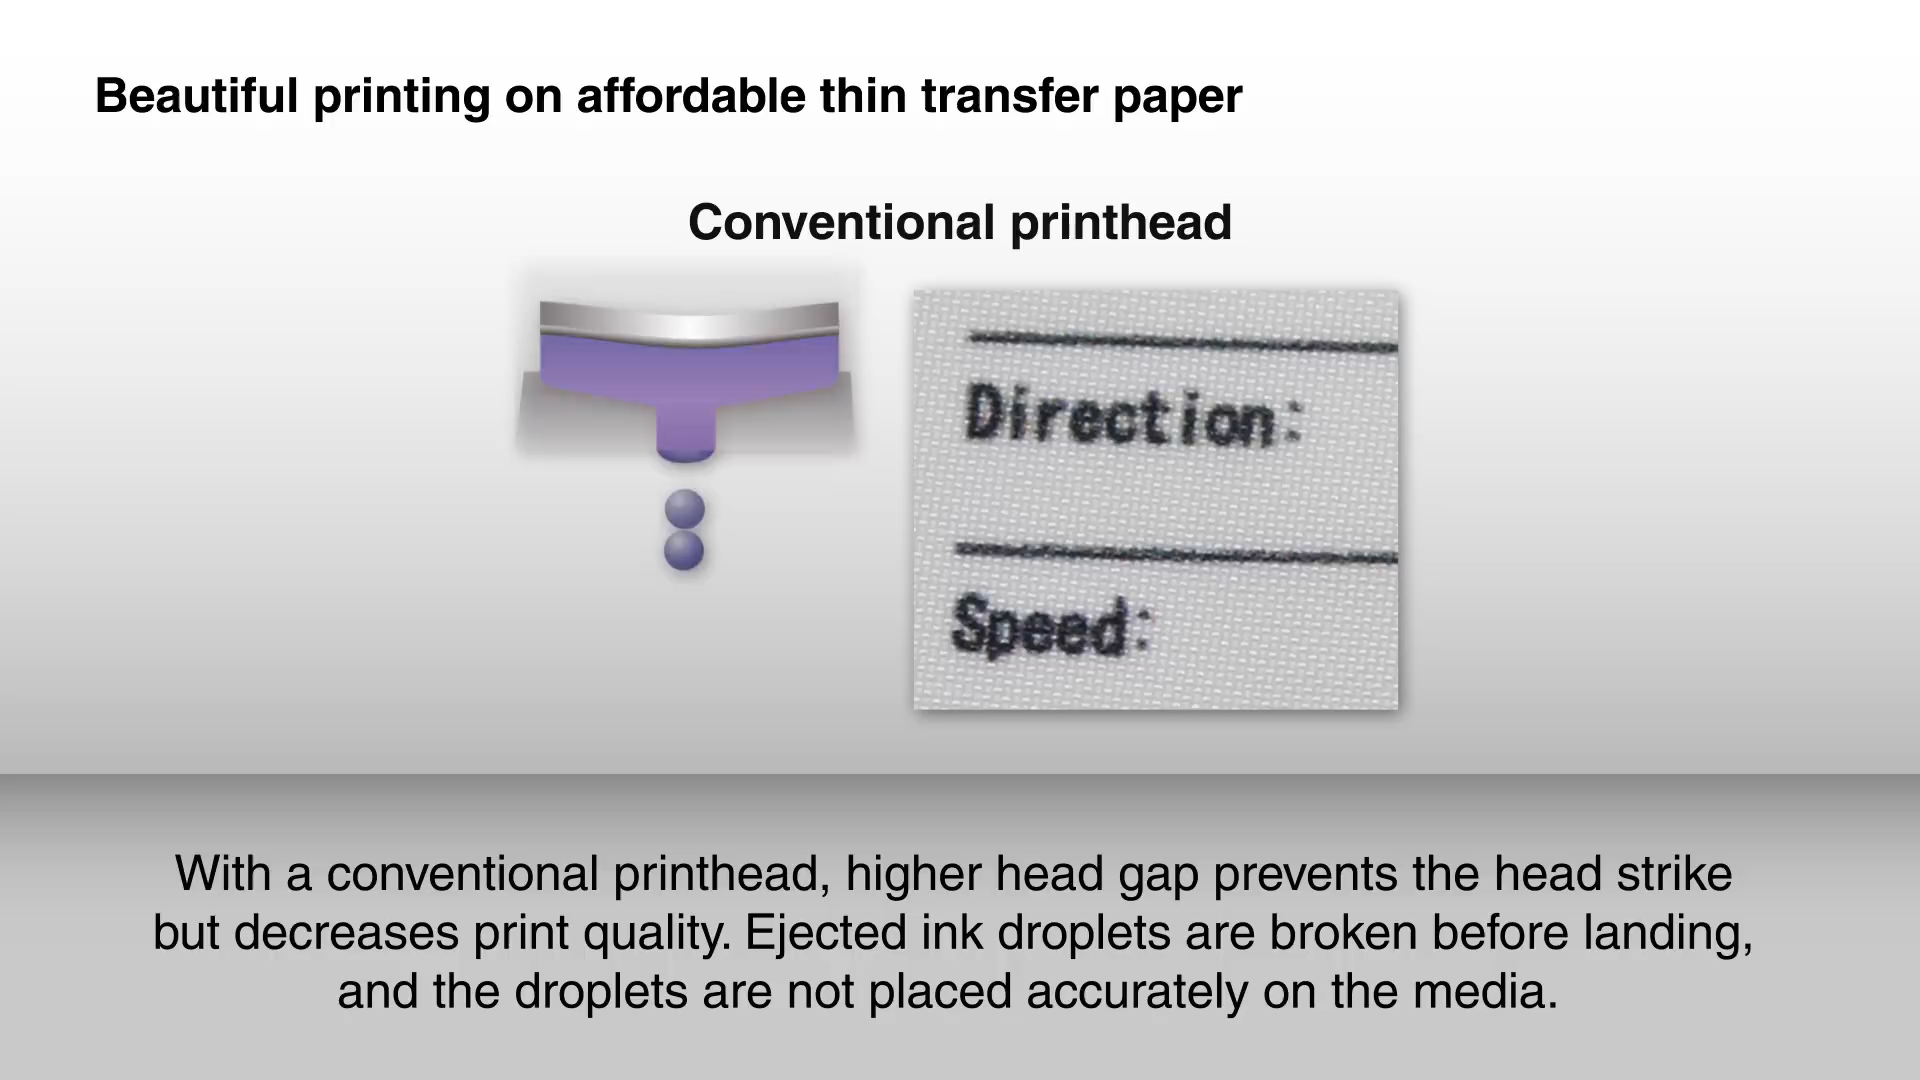 Beautiful printing on affordable thin transfer paper
Conventional printhead
Direction:
Speed:
With a conventional printhead, higher head gap prevents the head strike
but decreases print quality. Ejected ink droplets are broken before landing,
and the droplets are not placed accurately on the media.